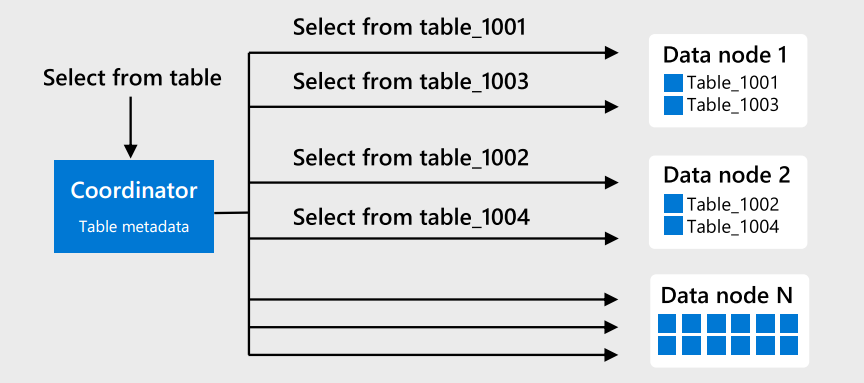 Select from table
Coordinator
Table metadata
Select from table_1001
Select from table_1003
Select from table_1002
Select from table_1004
Data node 1
Table_1001
Table_1003
Data node 2
Table_1002
Table_1004
Data node N